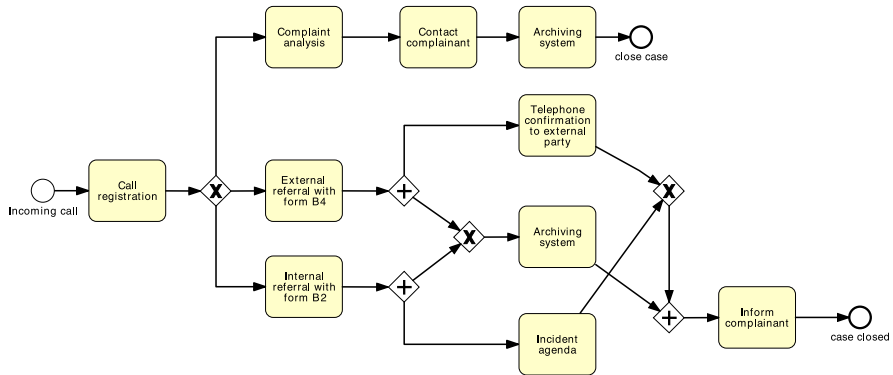 Complaint
analysis
Contact
complainant
Archiving
system
close case
Telephone
confirmation
to external
party
Incoming call
Call
registration
X
External
referral with
form B4
+
X
X
Archiving
system
Internal
referral with
form B2
+
Incident
agenda
+
Inform
complainant
case closed